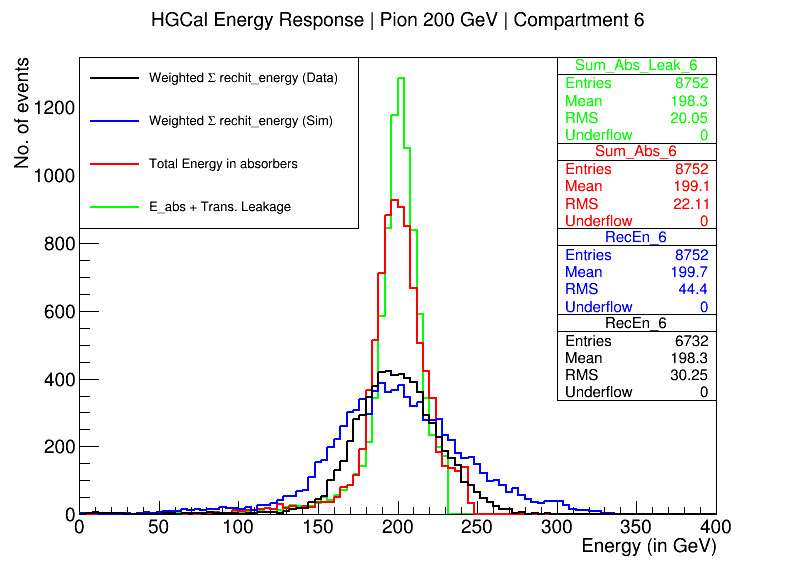 HGCal Energy Response | Pion 200 GeV | Compartment 6
No. of events
1200
1000
800
600
400
200
0
Weighted Σ rechit_energy (Data)
Weighted Σ rechit_energy (Sim)
Total Energy in absorbers
E_abs + Trans. Leakage
Sum_Abs_Leak_6
Entries 8752
Mean 198.3
RMS 20.05
Underflow 0
Sum_Abs_6
Entries 8752
Mean 199.1
RMS 22.11
Underflow 0
RecEn_6
Entries 8752
Mean 199.7
RMS 44.4
Underflow 0
RecEn_6
Entries 6732
Mean 198.3
RMS 30.25
Underflow 0
0 50 100 150 200 250 300 350 400
Energy (in GeV)